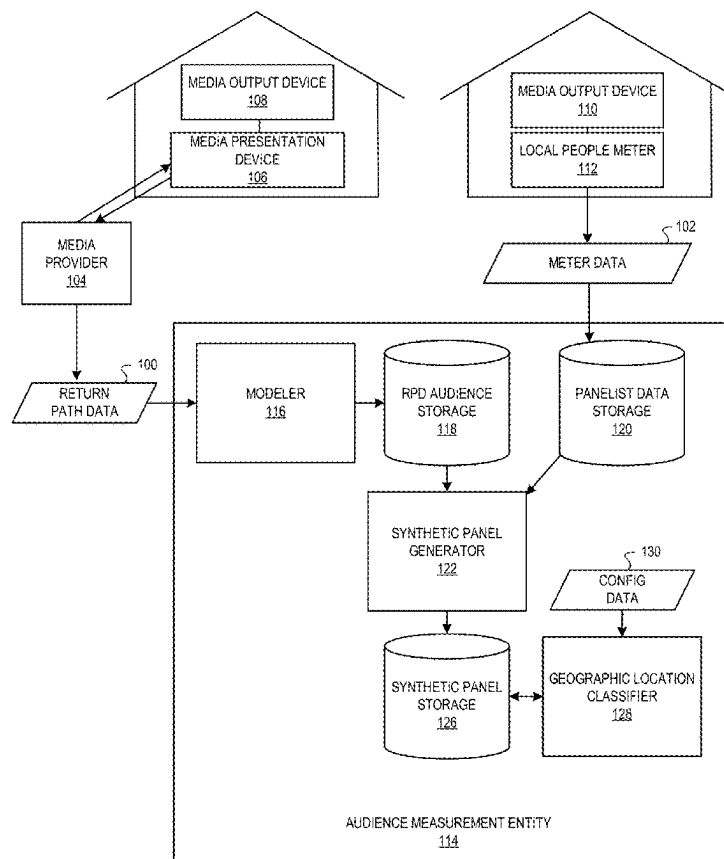 MEDIA OUTPUT DEVICE
108
MEDIA PRESENTATION
DEVICE
106
MEDIA OUTPUT DEVICE
110
LOCAL PEOPLE METER
112
MEDIA
PROVIDER
104
102
METER DATA
100
RETURN
PATH DATA
MODELER
116
RPD AUDIENCE
STORAGE
118
PANELIST DATA
STORAGE
120
SYNTHETIC PANEL
GENERATOR
122
130
CONFIG
DATA
SYNTHETIC PANEL
STORAGE
126
GEOGRAPHIC LOCATION
CLASSIFIER
128
AUDIENCE MEASUREMENT ENTITY
114